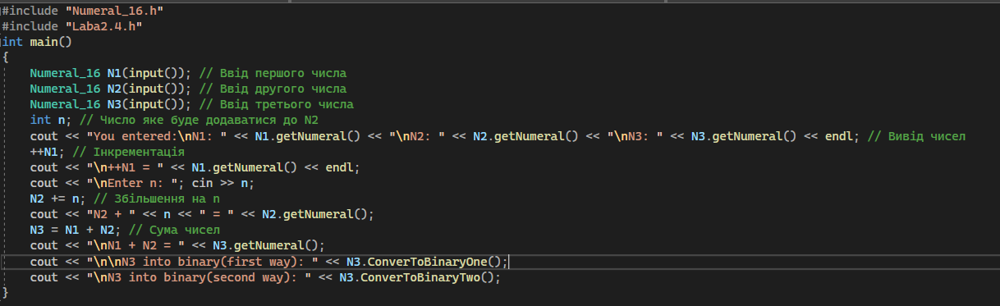 #include "Numeral_16.h"
#include "Laba2.4.h"
int main()
{
Numeral_16 N1(input()); // Ввід першого числа
Numeral_16 N2(input()); // Ввід другого числа
Numeral_16 N3(input()); // Ввід третього числа
int n; // Число яке буде додаватися до N2
cout << "You entered:\nN1: " << N1.getNumeral() << "\nN2: " << N2.getNumeral() << "\nN3: " << N3.getNumeral() << endl; // Вивід чисел
++N1; // Інкрементація
cout << "\n++N1 = " << N1.getNumeral() << endl;
cout << "\nEnter n: "; cin >> n;
N2 += n; // Збільшення на n
cout << "N2 + " << n << " = " << N2.getNumeral();
N3 = N1 + N2; // Сума чисел
cout << "\nN1 + N2 = " << N3.getNumeral();
cout << "\n\nN3 into binary(first way): " << N3.ConverToBinaryOne();
cout << "\nN3 into binary(second way): " << N3.ConverToBinaryTwo();
}